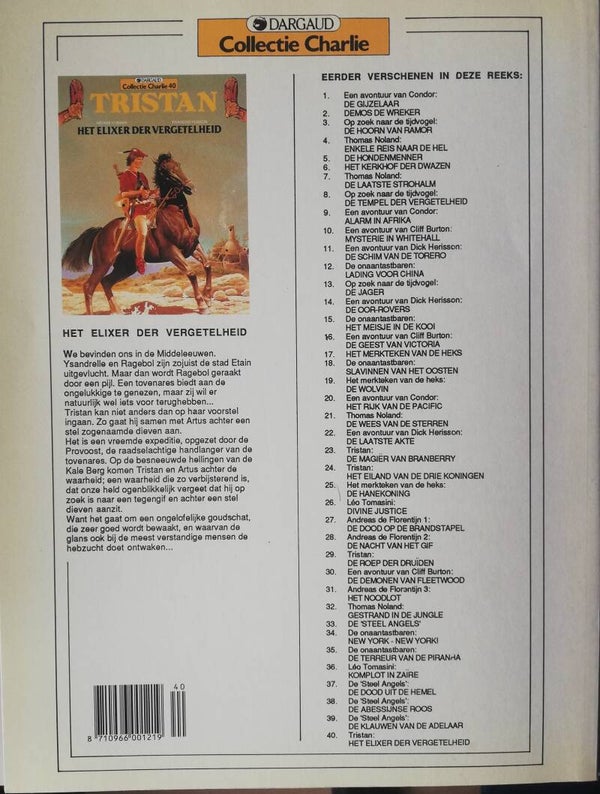 DARGAUD
Collectie Charlie
DARGAUD
Collectie Charlie 40
TRISTAN
HET ELIXER DER VERGETELHEID
HET ELIXER DER VERGETELHEID
We bevinden ons in de Middeleeuwen.
Ysandrelle en Ragebol zijn zojuist de stad Etain
uitgevlucht. Maar dan wordt Ragebol geraakt
door een pijl. Een tovenares biedt aan de
ongelukkige te genezen, maar zij wil er
natuurlijk wel iets voor terughebben...
Tristan kan niet anders dan op haar voorstel
ingaan. Zo gaat hij samen met Artus achter een
stel zogenaamde dieven aan.
Het is een vreemde expeditie, opgezet door de
Provoost, de raadselachtige handlanger van de
tovenares. Op de besneeuwde hellingen van de
Kale Berg komen Tristan en Artus achter de
waarheid; een waarheid die zo verbijsterend is,
dat onze held ogenblikkelijk vergeet dat hij op
zoek is naar een tegengif en achter een stel
dieven aanzit.
Want het gaat om een ongelofelijke goudschat,
die zeer goed wordt bewaakt, en waarvan de
glans ook bij de meest verstandige mensen de
hebzucht doet ontwaken...
40
8 710966 001219
EERDER VERSCHENEN IN DEZE REEKS:
1. Een avontuur van Condor:
DE GIJZELAAR
2. DEMOS DE WREKER
3. Op zoek naar de tijdvogel:
DE HOORN VAN RAMOR
4. Thomas Noland:
ENKELE REIS NAAR DE HEL
5. DE HONDENMENNER
6. HET KERKHOF DER DWAZEN
7. Thomas Noland:
DE LAATSTE STROHALM
8. Op zoek naar de tijdvogel:
DE TEMPEL DER VERGETELHEID
9. Een avontuur van Condor:
ALARM IN AFRIKA
10. Een avontuur van Cliff Burton:
MYSTERIE IN WHITEHALL
11. Een avontuur van Dick Herisson:
DE SCHIM VAN DE TORERO
12. De onaantastbaren:
LADING VOOR CHINA
13. Op zoek naar de tijdvogel:
DE JAGER
14. Een avontuur van Dick Herisson:
DE OOR-ROVERS
15. De onaantastbaren:
HET MEISJE IN DE KOOI
16. Een avontuur van Cliff Burton:
DE GEEST VAN VICTORIA
17. HET MERKTEKEN VAN DE HEKS
18. De onaantastbaren:
SLAVINNEN VAN HET OOSTEN
19. Het merkteken van de heks:
DE WOLVIN
20. Een avontuur van Condor:
HET RIJK VAN DE PACIFIC
21. Thomas Noland:
DE WEES VAN DE STERREN
22. Een avontuur van Dick Herisson:
DE LAATSTE AKTE
23. Tristan:
DE MAGIËR VAN BRANBERRY
24. Tristan:
HET EILAND VAN DE DRIE KONINGEN
25. Het merkteken van de heks:
DE HANEKONING
26. Léo Tomasini:
DIVINE JUSTICE
27. Andreas de Florentijn 1:
DE DOOD OP DE BRANDSTAPEL
28. Andreas de Florentijn 2:
DE NACHT VAN HET GIF
29. Tristan:
DE ROEP DER DRUÏDEN
30. Een avontuur van Cliff Burton:
DE DEMONEN VAN FLEETWOOD
31. Andreas de Florentijn 3:
HET NOODLOT
32. Thomas Noland:
GESTRAND IN DE JUNGLE
33. DE 'STEEL ANGELS'
34. De onaantastbaren:
NEW YORK - NEW YORK!
35. De onaantastbaren:
DE TERREUR VAN DE PIRANHA
36. Léo Tomasini:
KOMPLOT IN ZAIRE
37. De 'Steel Angels':
DE DOOD UIT DE HEMEL
38. De 'Steel Angels':
DE ABESSIJNSE ROOS
39. De 'Steel Angels':
DE KLAUWEN VAN DE ADELAAR
40. Tristan:
HET ELIXER DER VERGETELHEID